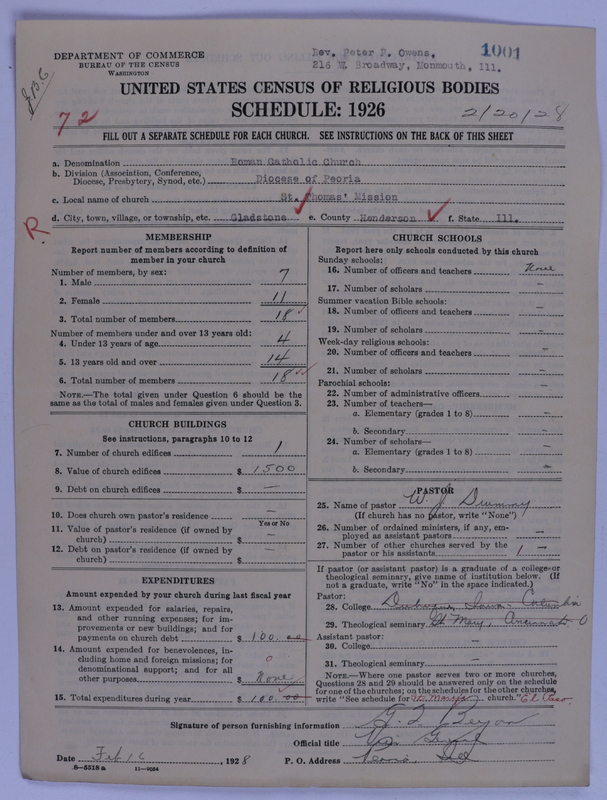 DEPARTMENT OF COMMERCE
BUREAU OF THE CENSUS
WASHINGTON
Rev. Peter R. Owens,
216 W. Broadway, Monmouth, Ill.
1001
UNITED STATES CENSUS OF RELIGIOUS BODIES
SCHEDULE: 1926
72
2/20/28
FILL OUT A SEPARATE SCHEDULE FOR EACH CHURCH. SEE INSTRUCTIONS ON THE BACK OF THIS SHEET
a. Denomination Roman Catholic Church
b. Division (Association, Conference, Diocese, Presbytery, Synod, etc.) Diocese of Peoria
c. Local name of church St. Thomas' Mission
d. City, town, village, or township, etc. Gladstone e. County Henderson f. State Ill.
R
MEMBERSHIP
Report number of members according to definition of
member in your church
Number of members, by sex:
1. Male 7
2. Female 11
3. Total number of members 18
Number of members under and over 13 years old:
4. Under 13 years of age 4
5. 13 years old and over 14
6. Total number of members 18
NOTE.—The total given under Question 6 should be
same as the total of males and females given under Question 3.
CHURCH BUILDINGS
See instructions, paragraphs 10 to 12
7. Number of church edifices 1
8. Value of church edifices $ 1500
9. Debt on church edifices $ —
10. Does church own pastor's residence —
Yes or No
11. Value of pastor's residence (if owned by
church) $ —
12. Debt on pastor's residence (if owned by
church) $ —
EXPENDITURES
Amount expended by your church during last fiscal year
13. Amount expended for salaries, repairs,
and other running expenses; for im-
provements or new buildings; and for
payments on church debt $ 100.00
14. Amount expended for benevolences, in-
cluding home and foreign missions; for
denominational support; and for all
other purposes $ None
0
15. Total expenditures during year $ 100.00
CHURCH SCHOOLS
Report here only schools conducted by this church
Sunday schools:
16. Number of officers and teachers None
17. Number of scholars —
Summer vacation Bible schools:
18. Number of officers and teachers —
19. Number of scholars —
Week-day religious schools:
20. Number of officers and teachers —
21. Number of scholars —
Parochial schools:
22. Number of administrative officers —
23. Number of teachers—
a. Elementary (grades 1 to 8) —
b. Secondary —
24. Number of scholars—
a. Elementary (grades 1 to 8) —
b. Secondary —
PASTOR
25. Name of pastor W. J.
(If church has no pastor, write "None")
26. Number of ordained ministers, if any, em-
ployed as assistant pastors —
27. Number of other churches served by the
pastor or his assistants 1 —
If pastor (or assistant pastor) is a graduate of a college or
theological seminary, give name of institution below. (If
not a graduate, write "No" in the space indicated.)
Pastor:
28. College Dubuque, Iowa. Columbia
29. Theological seminary St Mary, Cincinnati O
Assistant pastor:
30. College —
31. Theological seminary —
NOTE.—Where one pastor serves two or more churches,
Questions 28 and 29 should be answered only on the schedule
for one of the churches; on the schedules for the other churches,
write "See schedule for church."
Signature of person furnishing information
Official title
Date Feb 16, 1928 P. O. Address
8-5518 a 11-9064